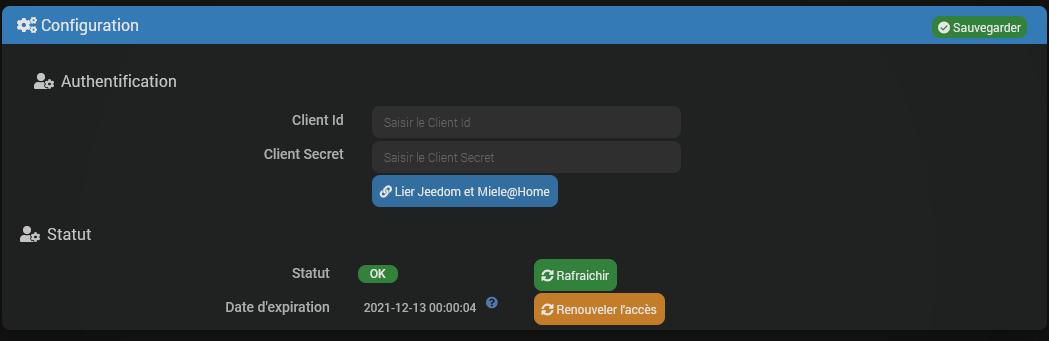 Configuration
Sauvegarder
Authentification
Client Id
Saisir le Client Id
Client Secret
Saisir le Client Secret
Lier Jeedom et Miele@Home
Statut
Statut
OK
Rafraichir
Date d'expiration
2021-12-13 00:00:04
?
Renouveler l'accès